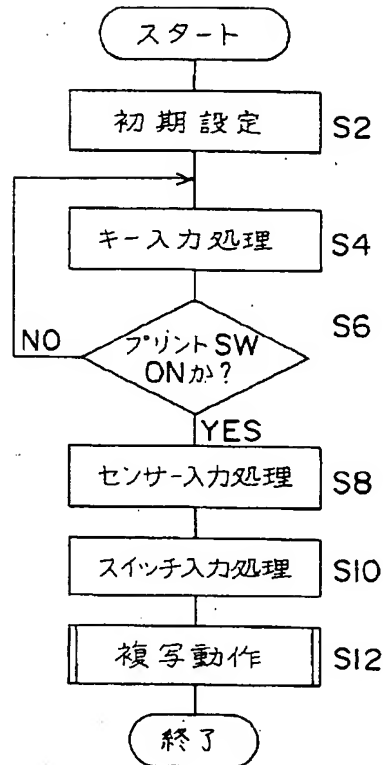 スタート
初期設定 S2
キー入力処理 S4
S6
NO
プリントSW
ONか?
YES
センサー入力処理 S8
スイッチ入力処理 S10
複写動作 S12
終了